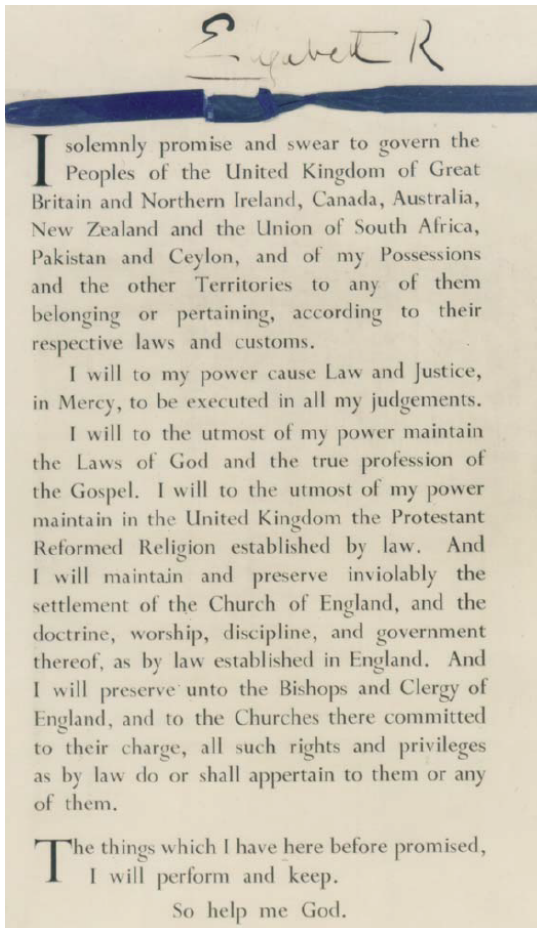 Elizabeth R
I solemnly promise and swear to govern the
Peoples of the United Kingdom of Great
Britain and Northern Ireland, Canada, Australia,
New Zealand and the Union of South Africa,
Pakistan and Ceylon, and of my Possessions
and the other Territories to any of them
belonging or pertaining, according to their
respective laws and customs.
I will to my power cause Law and Justice,
in Mercy, to be executed in all my judgements.
I will to the utmost of my power maintain
the Laws of God and the true profession of
the Gospel. I will to the utmost of my power
maintain in the United Kingdom the Protestant
Reformed Religion established by law. And
I will maintain and preserve inviolably the
settlement of the Church of England, and the
doctrine, worship, discipline, and government
thereof, as by law established in England. And
I will preserve unto the Bishops and Clergy of
England, and to the Churches there committed
to their charge, all such rights and privileges
as by law do or shall appertain to them or any
of them.
The things which I have here before promised,
I will perform and keep.
So help me God.